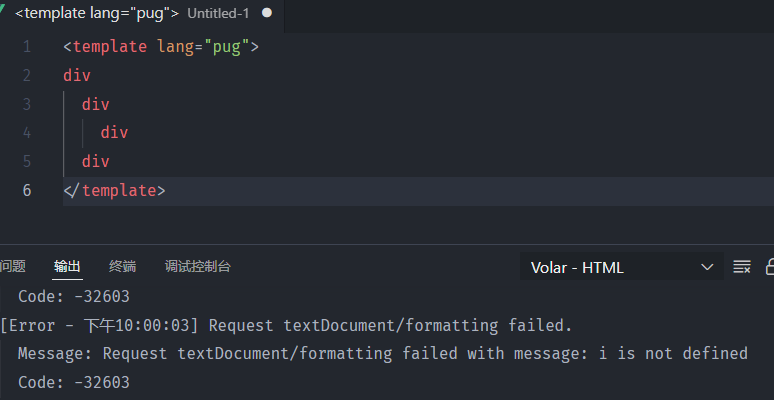 <template lang="pug"> Untitled-1
1 <template lang="pug">
2 div
3 div
4 div
5 div
6 </template>
问题 输出 终端 调试控制台 Volar - HTML
Code: -32603
[Error - 下午10:00:03] Request textDocument/formatting failed.
Message: Request textDocument/formatting failed with message: i is not defined
Code: -32603